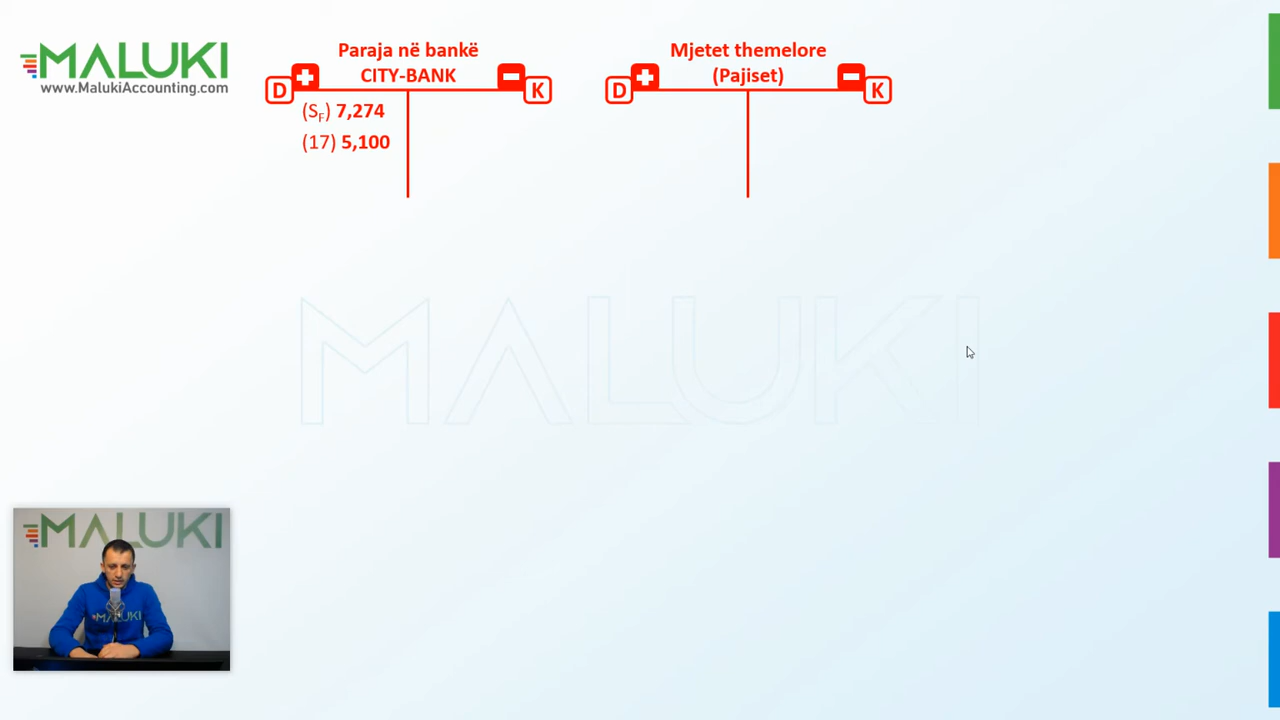 MALUKI
www.MalukiAccounting.com
Paraja në bankë
CITY-BANK
D
K
(SF) 7,274
(17) 5,100
Mjetet themelore
(Pajiset)
D
K
MALUKI
MALUKI
MALUKI